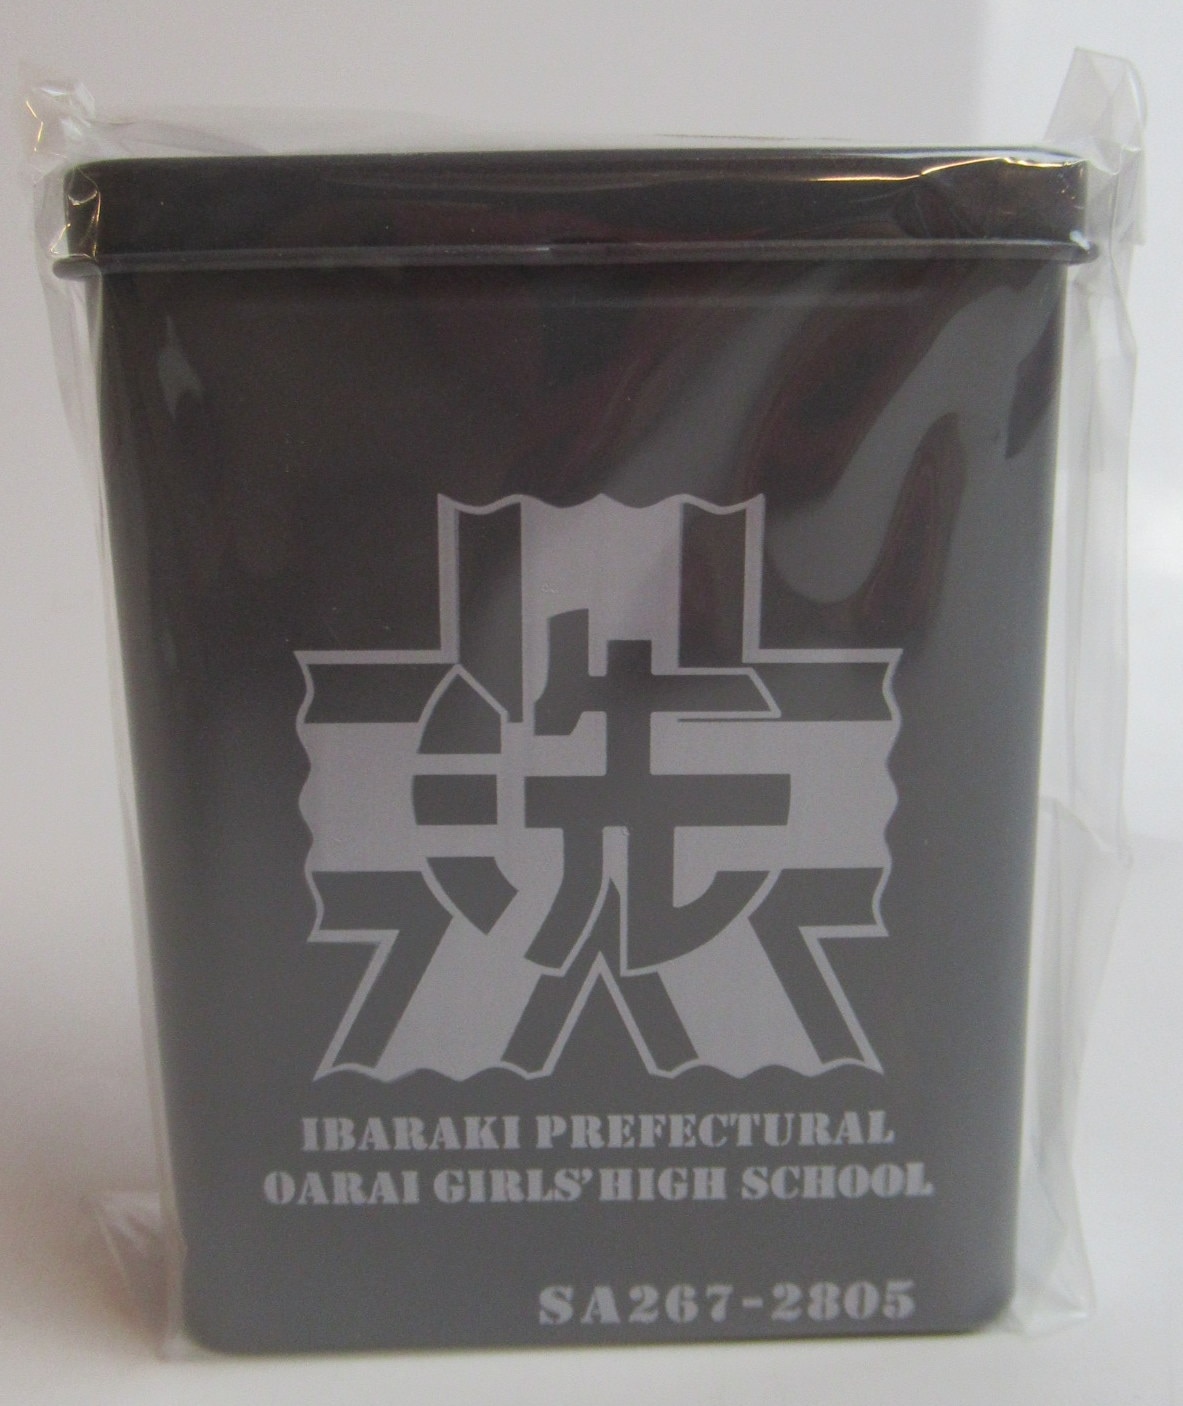 洗
IBARAKI PREFECTURAL
OARAI GIRLS' HIGH SCHOOL
SA267-2805